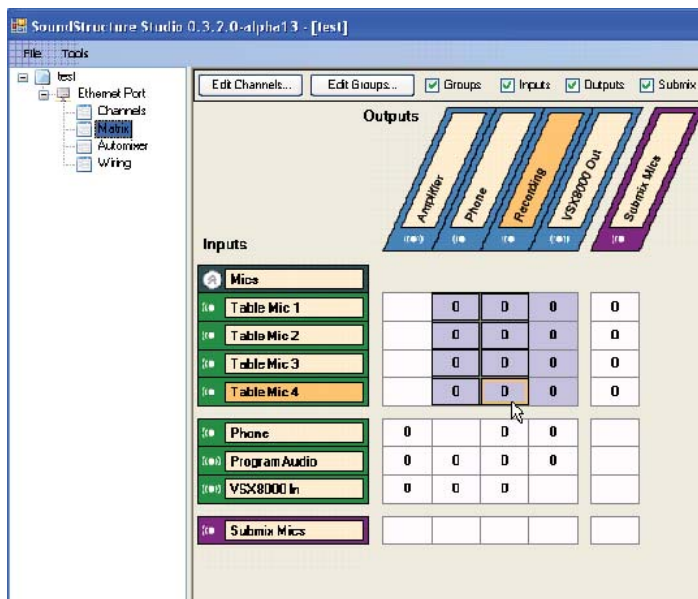 SoundStructure Studio 0.3.2.0-alpha13 - [test]
File Tools
test
Ethernet Port
Channels
Matrix
Automixer
Wiring
Edit Channels... Edit Groups... Groups Inputs Outputs Submix
Outputs
Amplifier Phone Recording VSX8000 Out Submix Mics
Inputs
Mics
Table Mic 1 0 0 0 0
Table Mic 2 0 0 0 0
Table Mic 3 0 0 0 0
Table Mic 4 0 0 0 0
Phone 0 0 0
Program Audio 0 0 0 0
VSX8000 In 0 0 0
Submix Mics